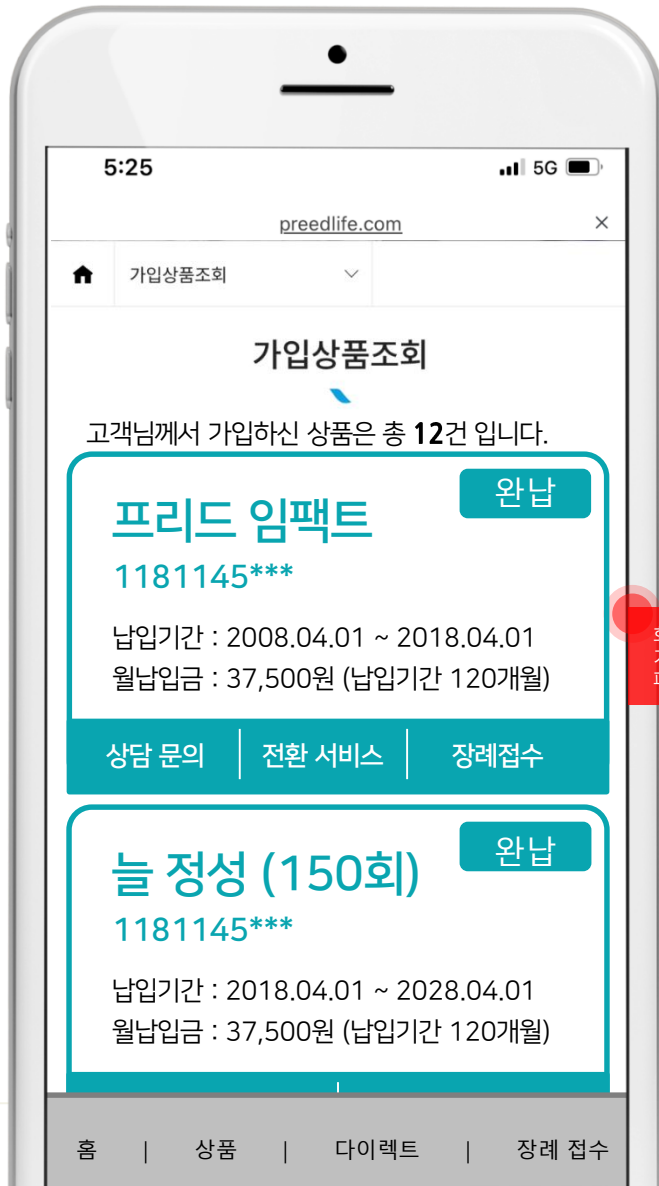 5:25 5G
preedlife.com ×
가입상품조회
가입상품조회
고객님께서 가입하신 상품은 총 12건 입니다.
완납
프리드 임팩트
1181145***
납입기간 : 2008.04.01 ~ 2018.04.01
월납입금 : 37,500원 (납입기간 120개월)
상담 문의 전환 서비스 장례접수
완납
늘 정성 (150회)
1181145***
납입기간 : 2018.04.01 ~ 2028.04.01
월납입금 : 37,500원 (납입기간 120개월)
홈 | 상품 | 다이렉트 | 장례 접수